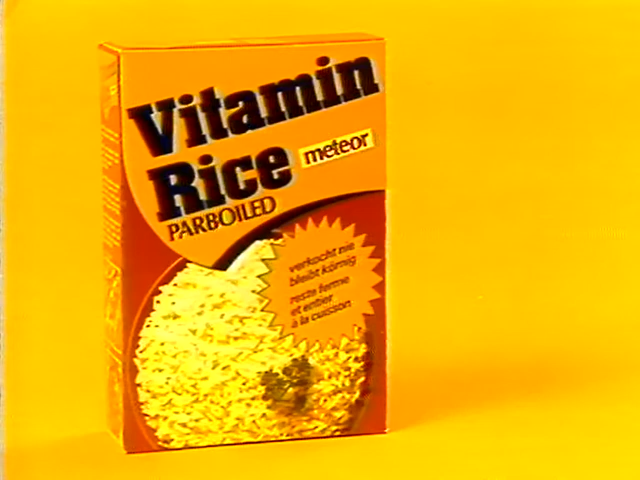 Vitamin
Rice
meteor
PARBOILED
verkocht nie
bleibt körnig
reste ferme
et entier
à la cuisson